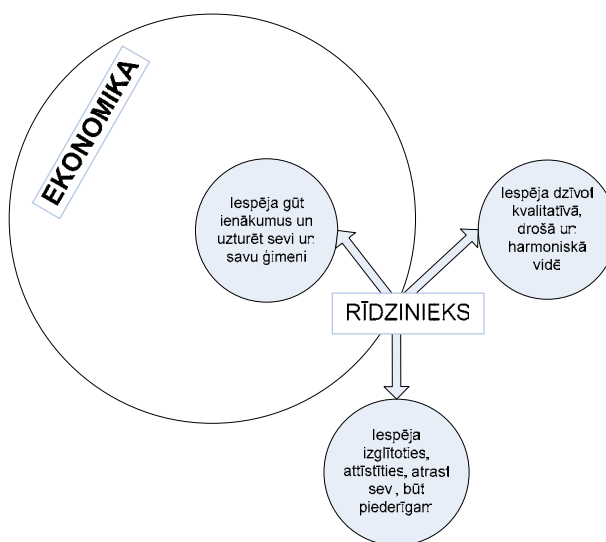 EKONOMIKA
Iespēja gūt
ienākumus un
uzturēt sevi un
savu ģimeni
Iespēja dzīvot
kvalitatīvā,
drošā un
harmoniskā
vidē
RĪDZINIEKS
Iespēja
izglītoties,
attīstīties, atrast
sevi, būt
piederīgam